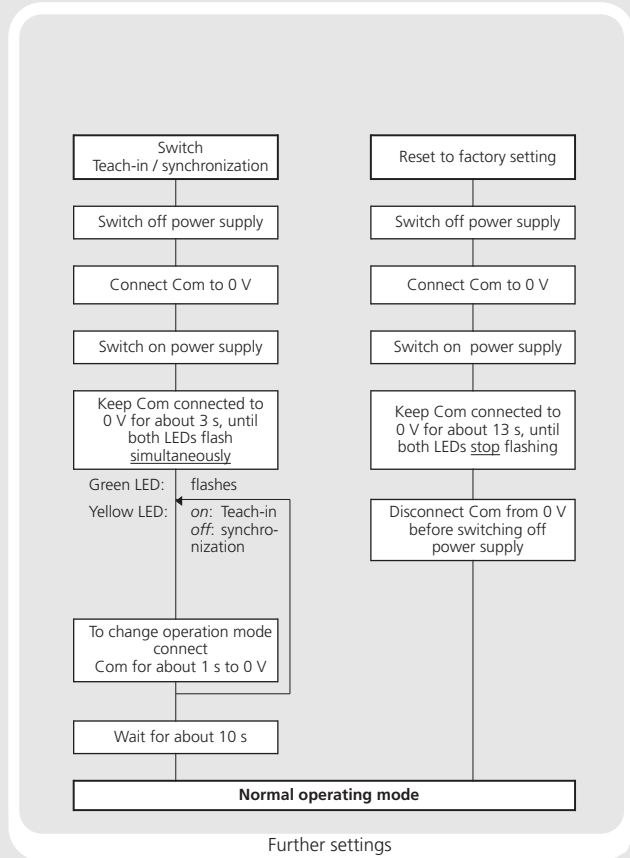 Switch
Teach-in / synchronization
Switch off power supply
Connect Com to 0 V
Switch on power supply
Keep Com connected to
0 V for about 3 s, until
both LEDs flash
simultaneously
Green LED: flashes
Yellow LED: on: Teach-in
off: synchro-
nization
To change operation mode
connect
Com for about 1 s to 0 V
Wait for about 10 s
Reset to factory setting
Switch off power supply
Connect Com to 0 V
Switch on power supply
Keep Com connected to
0 V for about 13 s, until
both LEDs stop flashing
Disconnect Com from 0 V
before switching off
power supply
Normal operating mode
Further settings